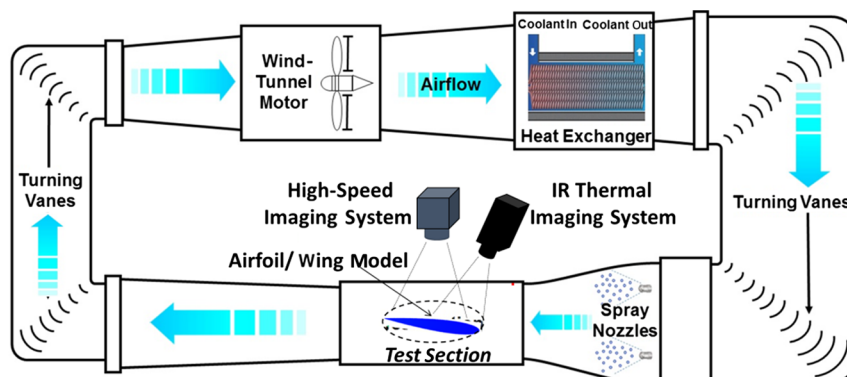 Coolant In Coolant Out
Wind-
Tunnel
Motor
Airflow
Heat Exchanger
Turning
Vanes
High-Speed
Imaging System
IR Thermal
Imaging System
Turning Vanes
Airfoil/ Wing Model
Spray
Nozzles
Test Section